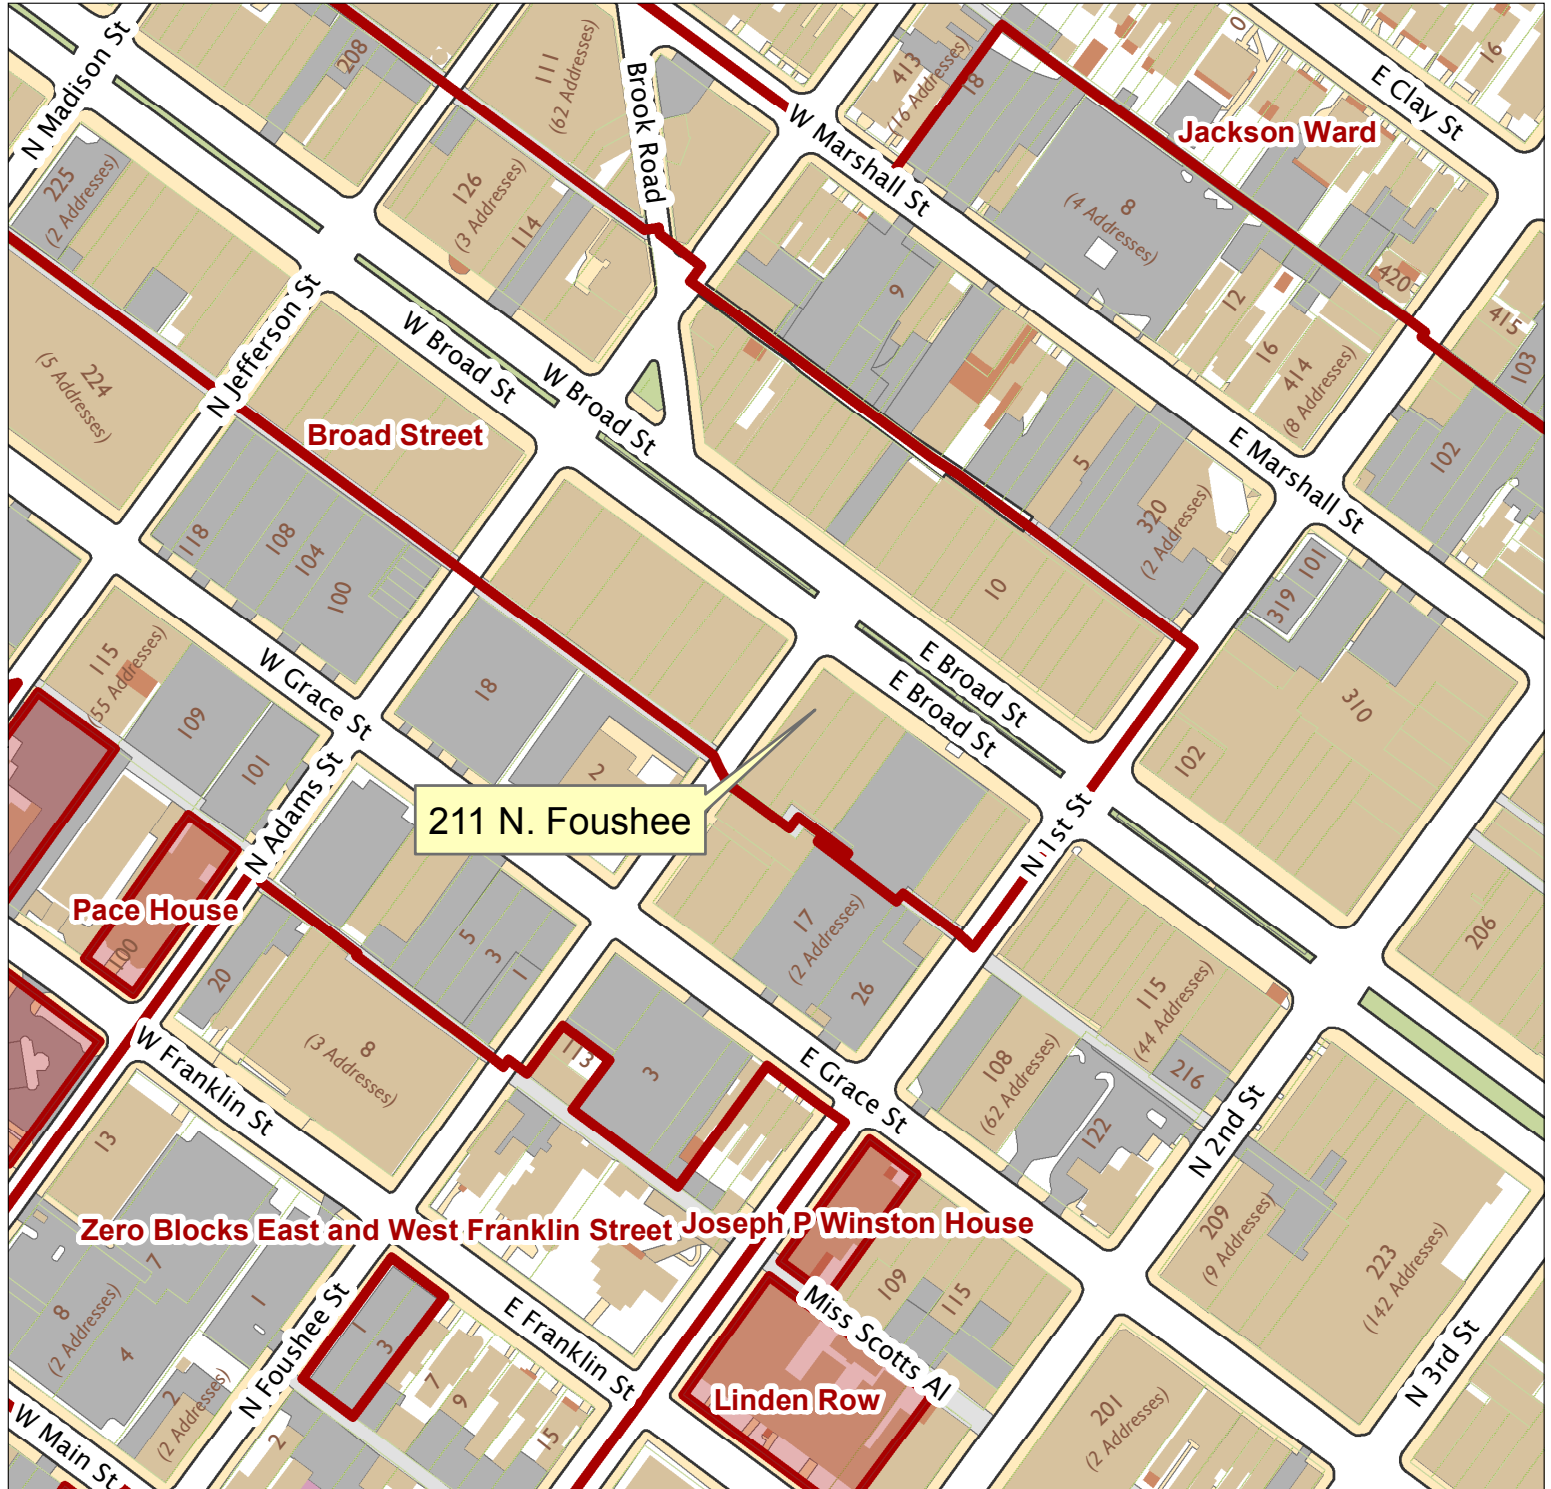 N Madison St
208
111
(62 Addresses)
Brook Road
413
(16 Addresses)
18
0
E Clay St
16
Jackson Ward
W Marshall St
225
(2 Addresses)
126
(3 Addresses)
114
8
(4 Addresses)
9
12
420
415
103
16
414
(8 Addresses)
N Jefferson St
W Broad St
W Broad St
224
(5 Addresses)
Broad Street
5
320
(2 Addresses)
E Marshall St
102
118
108
104
100
10
101
319
115
(55 Addresses)
109
101
W Grace St
18
2
E Broad St
E Broad St
310
102
211 N. Foushee
N Adams St
N 1st St
Pace House
100
20
5
3
1
17
(2 Addresses)
26
206
115
(44 Addresses)
216
W Franklin St
8
(3 Addresses)
113
3
E Grace St
108
(62 Addresses)
122
13
N 2nd St
Zero Blocks East and West Franklin Street
Joseph P Winston House
7
8
(2 Addresses)
4
1
2
(2 Addresses)
N Foushee St
1
3
7
9
15
2
E Franklin St
109
115
Miss Scotts Al
Linden Row
209
(9 Addresses)
223
(142 Addresses)
201
(2 Addresses)
N 3rd St
W Main St